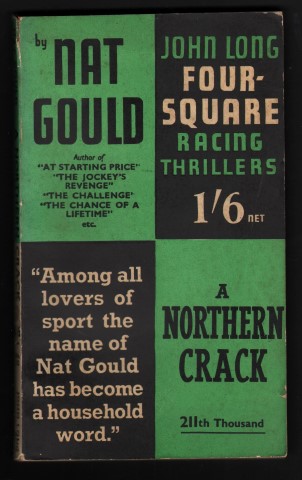 by
NAT
GOULD
Author of
"AT STARTING PRICE"
"THE JOCKEY'S
REVENGE"
"THE CHALLENGE"
"THE CHANCE OF A
LIFETIME"
etc.
JOHN LONG
FOUR-
SQUARE
RACING
THRILLERS
1'6 NET
"Among all
lovers of
sport the
name of
Nat Gould
has become
a household
word."
A
NORTHERN
CRACK
211th Thousand